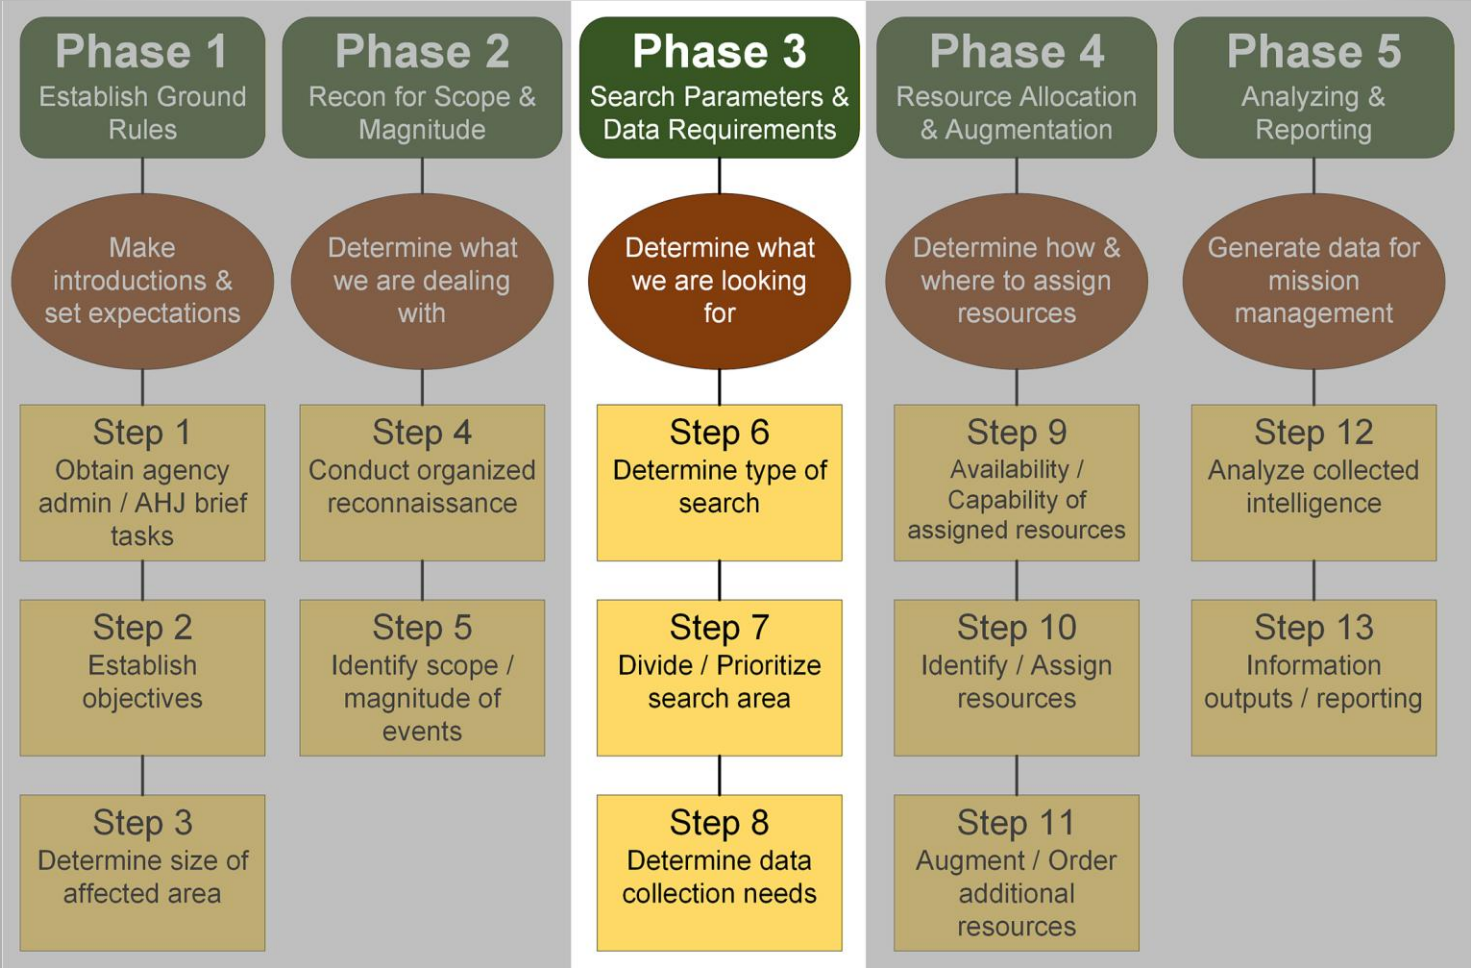 Phase 1
Establish Ground
Rules
Make
introductions &
set expectations
Step 1
Obtain agency
admin / AHJ brief
tasks
Step 2
Establish
objectives
Step 3
Determine size of
affected area
Phase 2
Recon for Scope &
Magnitude
Determine what
we are dealing
with
Step 4
Conduct organized
reconnaissance
Step 5
Identify scope /
magnitude of
events
Phase 3
Search Parameters &
Data Requirements
Determine what
we are looking
for
Step 6
Determine type of
search
Step 7
Divide / Prioritize
search area
Step 8
Determine data
collection needs
Phase 4
Resource Allocation
& Augmentation
Determine how &
where to assign
resources
Step 9
Availability /
Capability of
assigned resources
Step 10
Identify / Assign
resources
Step 11
Augment / Order
additional
resources
Phase 5
Analyzing &
Reporting
Generate data for
mission
management
Step 12
Analyze collected
intelligence
Step 13
Information
outputs / reporting